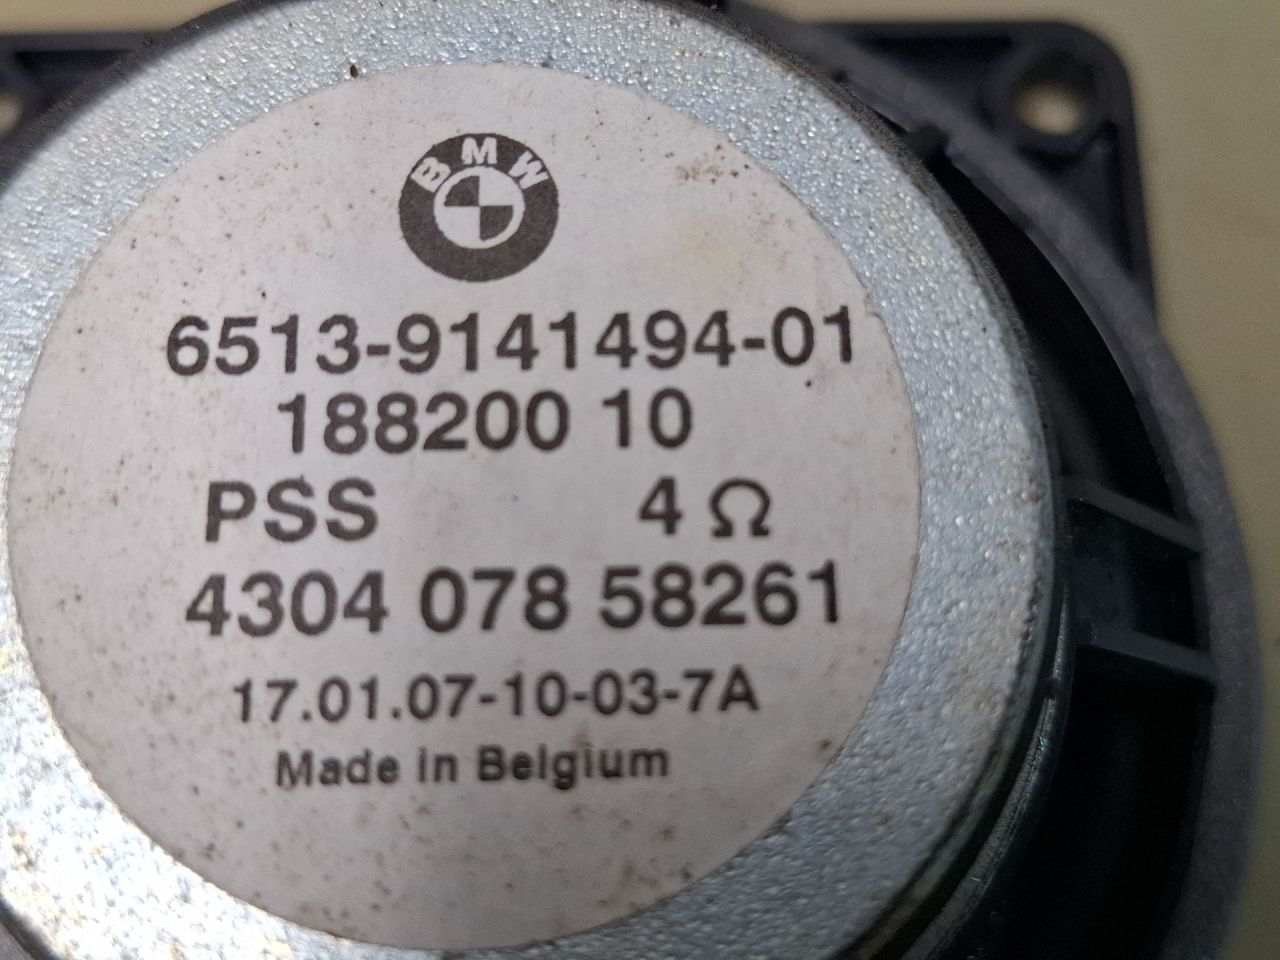 BMW
6513-9141494-01
188200 10
PSS 4 Ω
4304 078 58261
17.01.07-10-03-7A
Made in Belgium